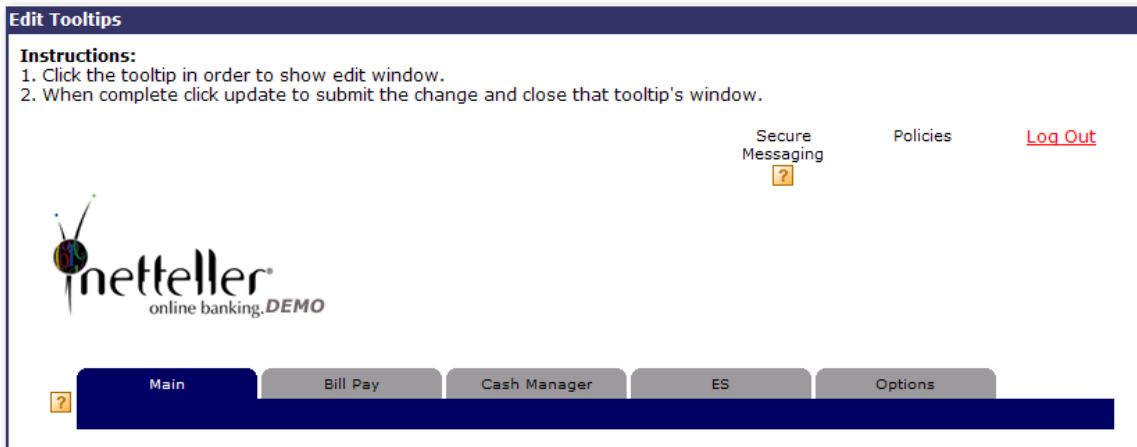 Edit Tooltips
Instructions:
1. Click the tooltip in order to show edit window.
2. When complete click update to submit the change and close that tooltip's window.
Secure Messaging
?
Policies
Log Out
netteller®
online banking.DEMO
?
Main
Bill Pay
Cash Manager
ES
Options